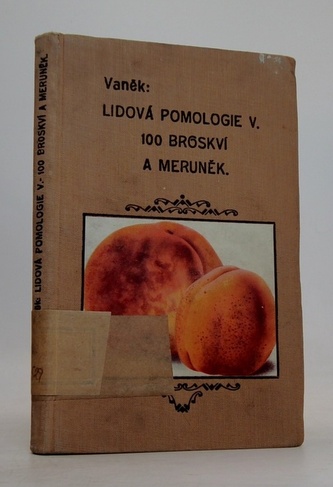 Vaněk:
LIDOVÁ POMOLOGIE V.
100 BROSKVÍ
A MERUNĚK.
LIDOVÁ POMOLOGIE V.- 100 BROSKVÍ A MERUNĚK.